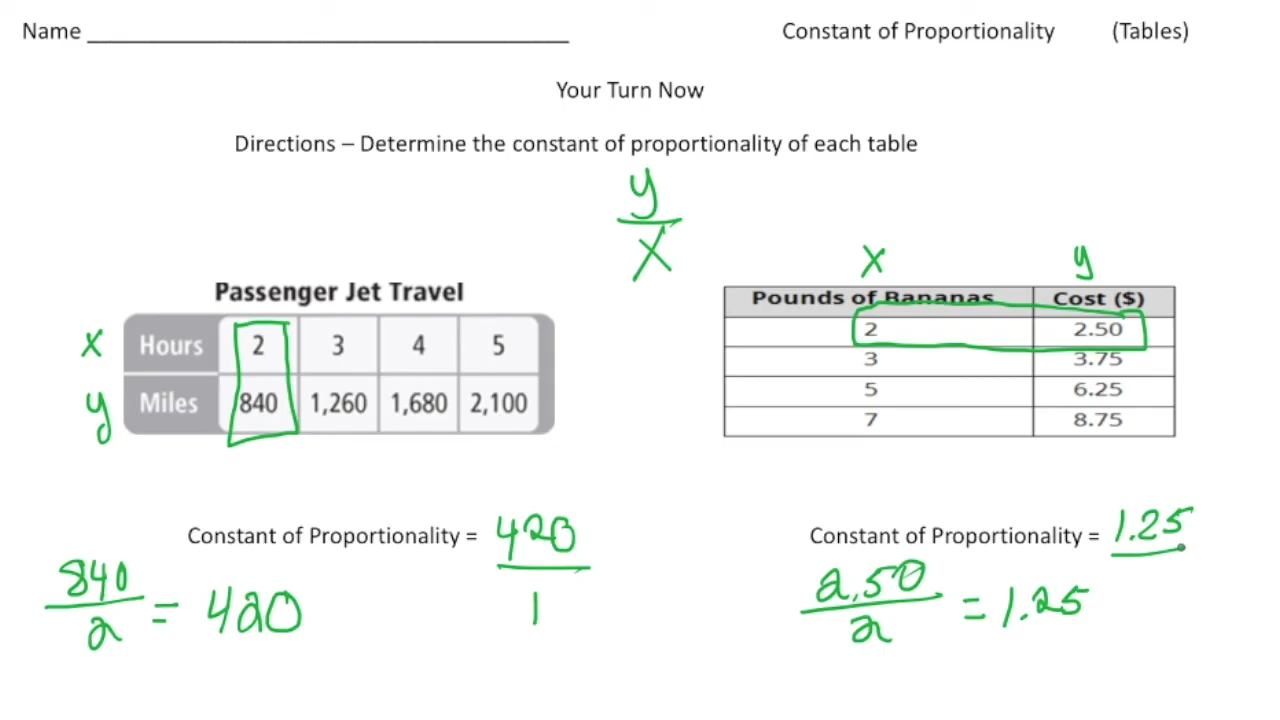 Name ________________________________________ Constant of Proportionality (Tables)
Your Turn Now
Directions – Determine the constant of proportionality of each table
y
x
Passenger Jet Travel
x Hours 2 3 4 5
y Miles 840 1,260 1,680 2,100
Constant of Proportionality = 420
1
840
2
= 420
x y
Pounds of Bananas Cost ($)
2 2.50
3 3.75
5 6.25
7 8.75
Constant of Proportionality = 1.25
2.50
2
= 1.25